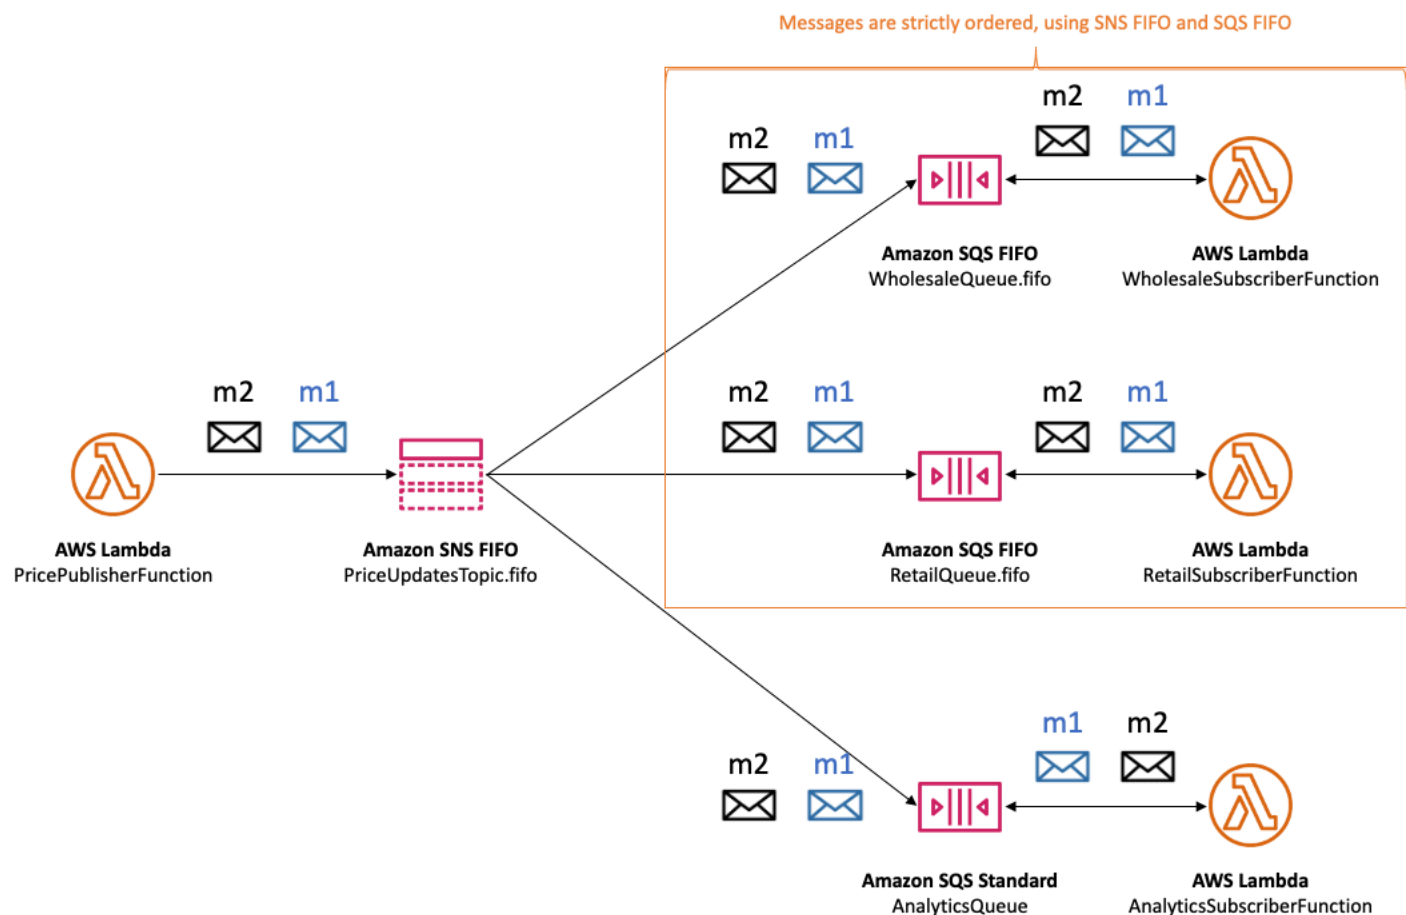 Messages are strictly ordered, using SNS FIFO and SQS FIFO
m2 m1
m2 m1
Amazon SQS FIFO
WholesaleQueue.fifo
AWS Lambda
WholesaleSubscriberFunction
m2 m1
m2 m1
m2 m1
AWS Lambda
PricePublisherFunction
Amazon SNS FIFO
PriceUpdatesTopic.fifo
Amazon SQS FIFO
RetailQueue.fifo
AWS Lambda
RetailSubscriberFunction
m2 m1
m1 m2
Amazon SQS Standard
AnalyticsQueue
AWS Lambda
AnalyticsSubscriberFunction